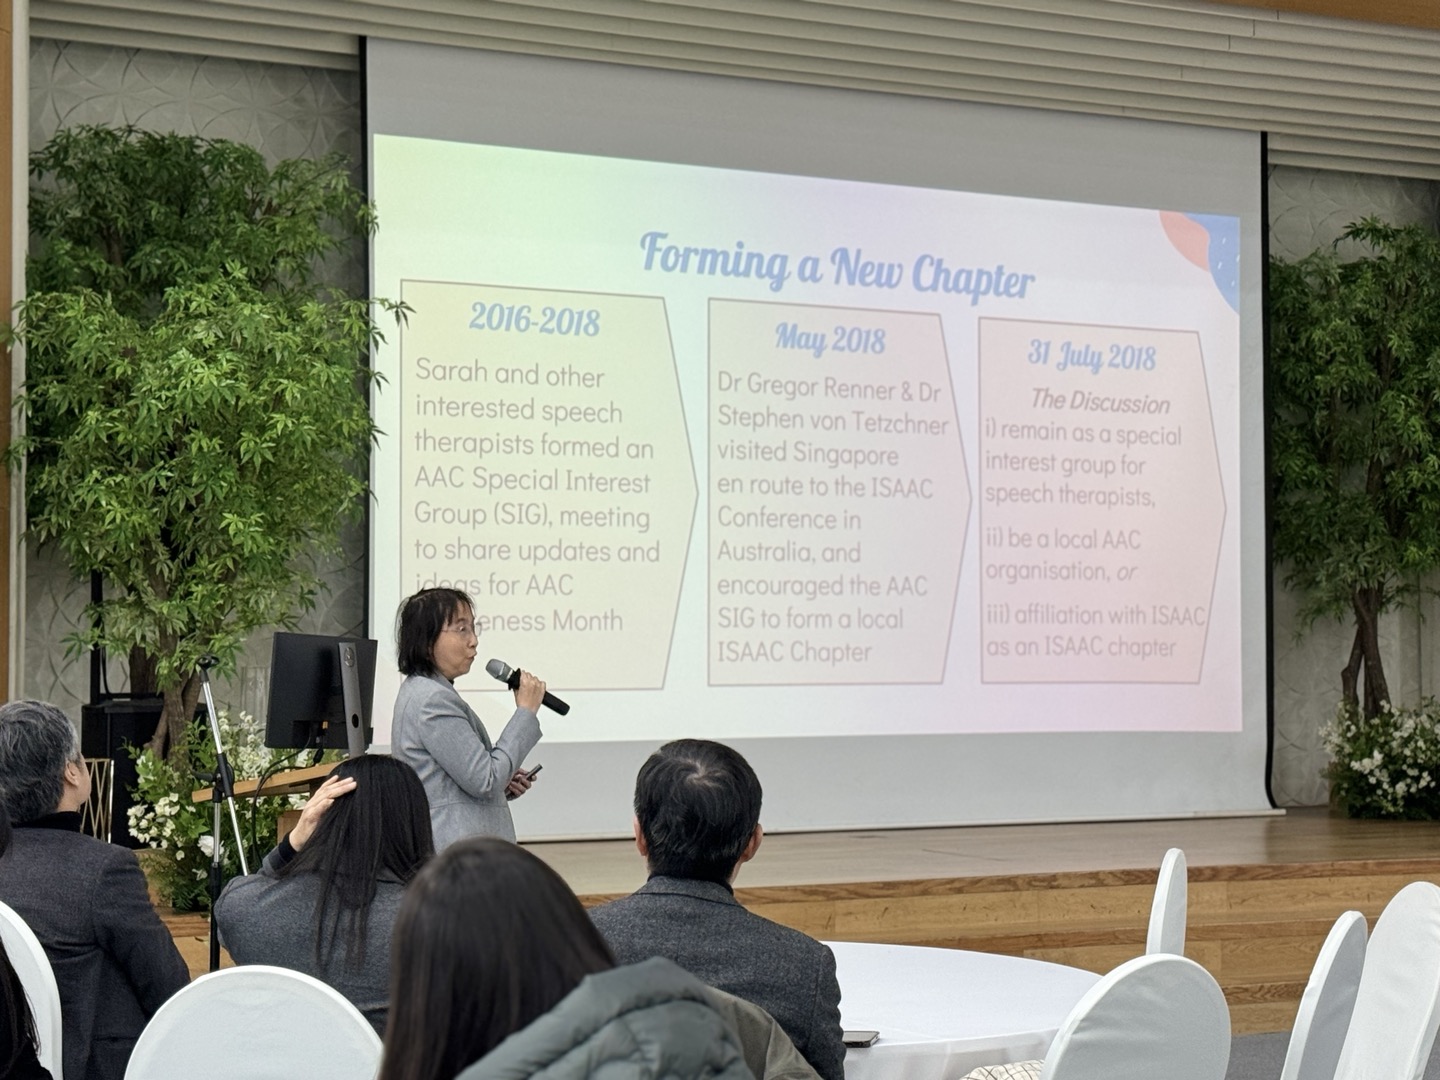 Forming a New Chapter
2016-2018
Sarah and other
interested speech
therapists formed an
AAC Special Interest
Group (SIG), meeting
to share updates and
ideas for AAC
eness Month
May 2018
Dr Gregor Renner & Dr
Stephen von Tetzchner
visited Singapore
en route to the ISAAC
Conference in
Australia, and
encouraged the AAC
SIG to form a local
ISAAC Chapter
31 July 2018
The Discussion
i) remain as a special
interest group for
speech therapists,
ii) be a local AAC
organisation, or
iii) affiliation with ISAAC
as an ISAAC chapter